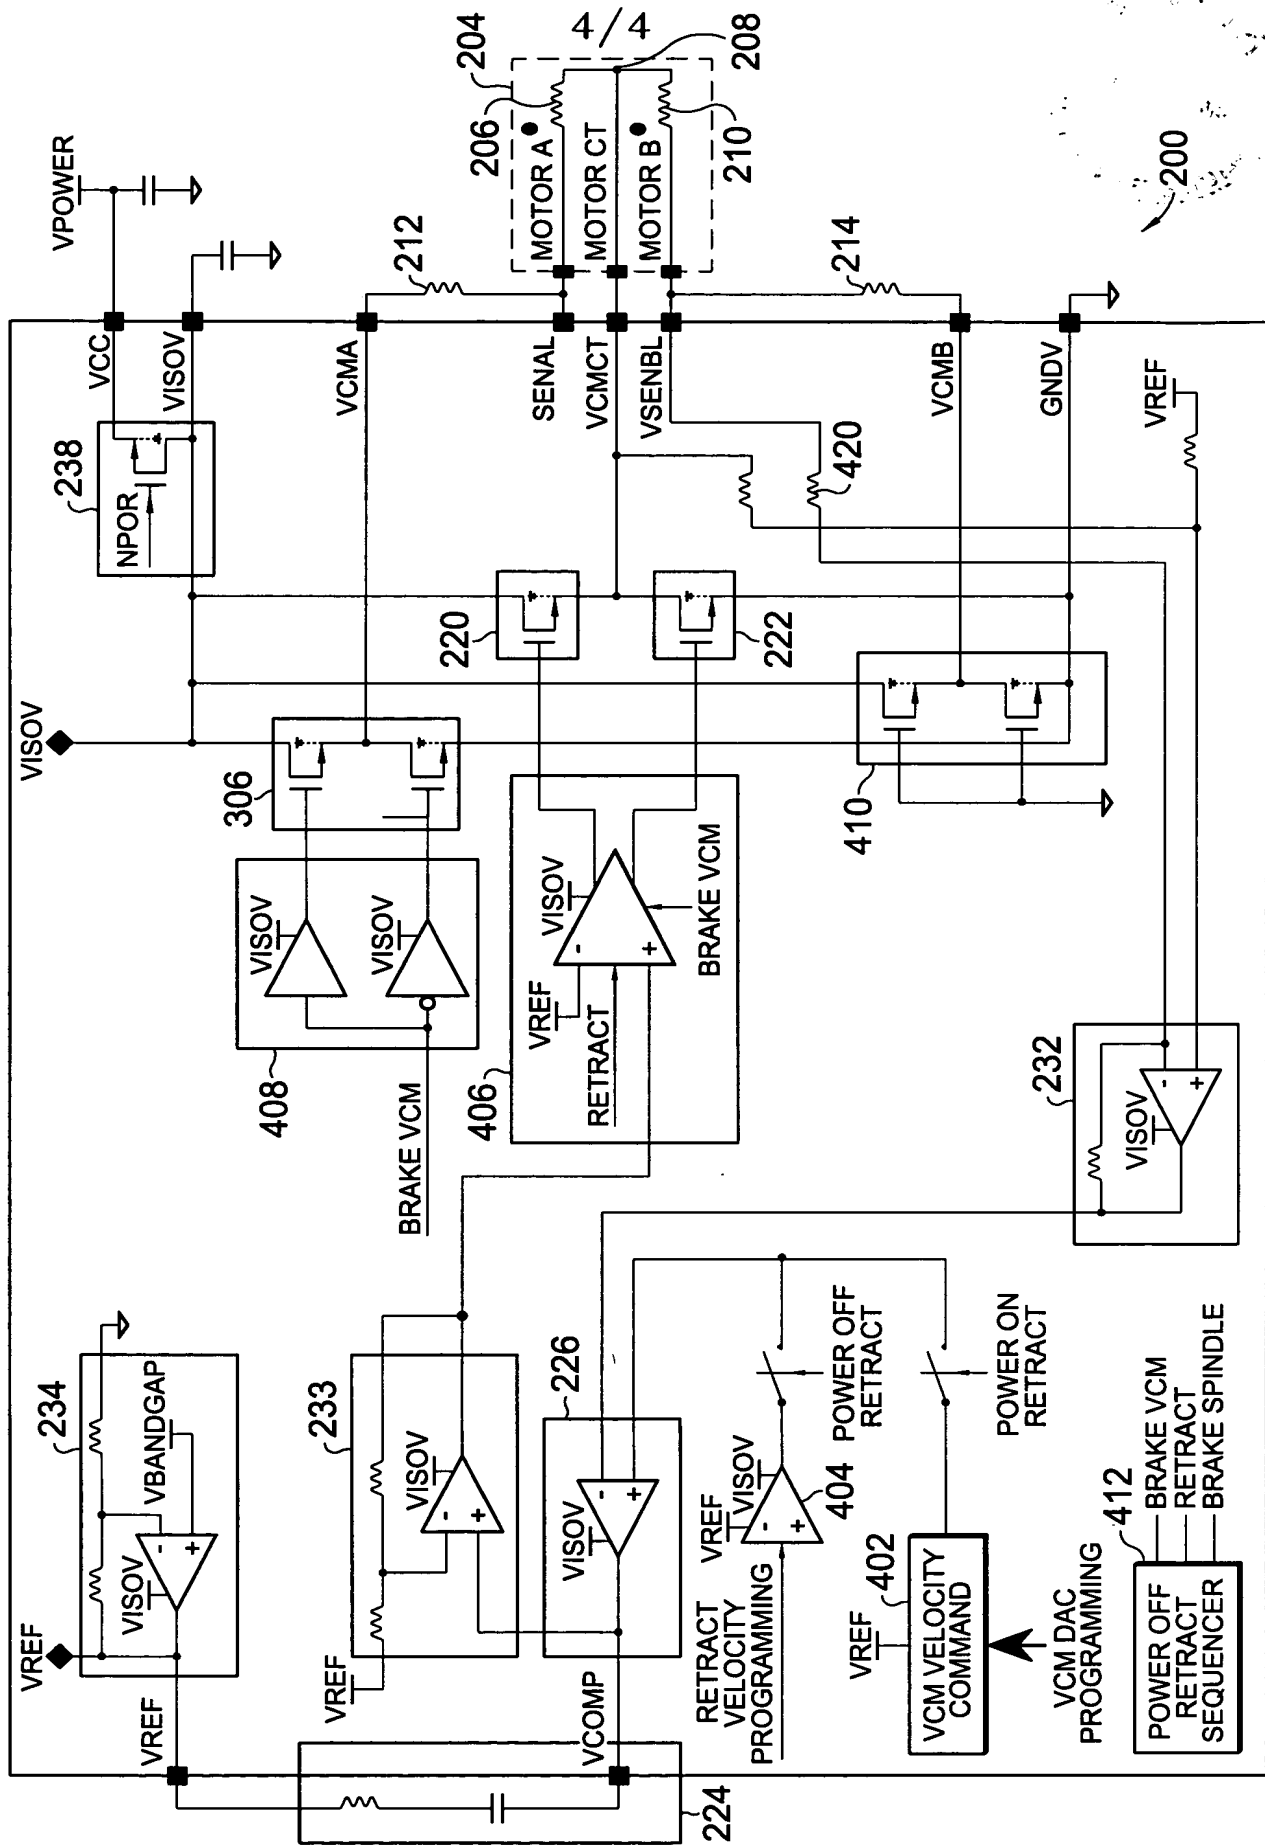 4/4
204
206
208
210
MOTOR A
MOTOR CT
MOTOR B
VPOWER
212
214
200
VCC
VISOV
VCMA
SENAL
VCMCT
VSENBL
VCMB
GNDV
VREF
238
NPOR
420
220
222
VISOV
306
410
408
VISOV
VISOV
BRAKE VCM
406
VREF
VISOV
RETRACT
BRAKE VCM
232
VISOV
234
VBANDGAP
VISOV
VREF
VREF
233
VISOV
VREF
226
VISOV
VCOMP
224
POWER OFF
RETRACT
POWER ON
RETRACT
VREF
VISOV
404
RETRACT
VELOCITY
PROGRAMMING
402
VREF
VCM VELOCITY
COMMAND
VCM DAC
PROGRAMMING
412
POWER OFF
RETRACT
SEQUENCER
BRAKE VCM
RETRACT
BRAKE SPINDLE